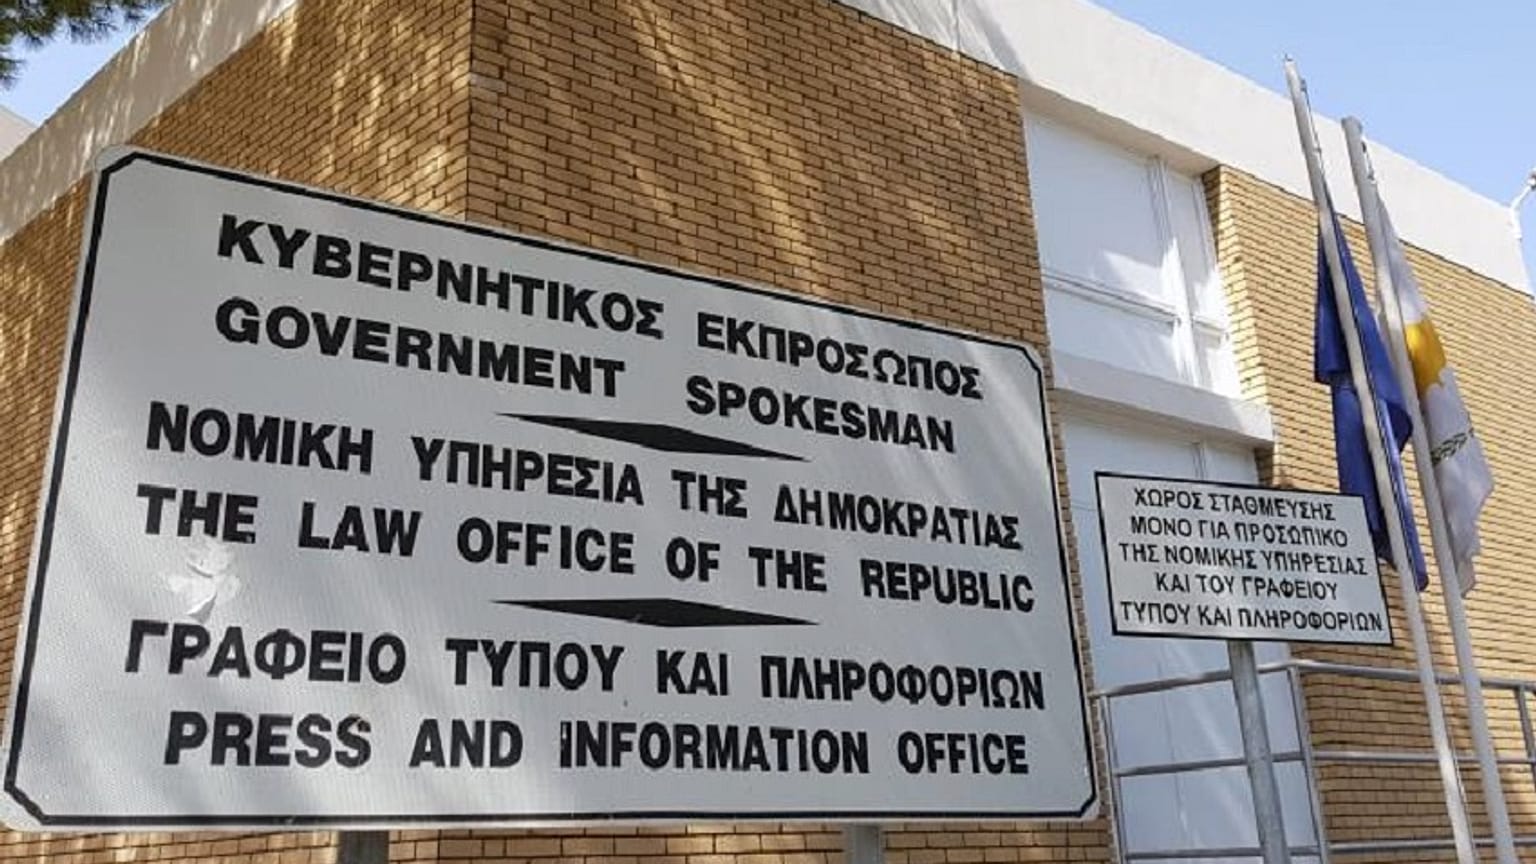 ΚΥΒΕΡΝΗΤΙΚΟΣ ΕΚΠΡΟΣΩΠΟΣ
GOVERNMENT SPOKESMAN
ΝΟΜΙΚΗ ΥΠΗΡΕΣΙΑ ΤΗΣ ΔΗΜΟΚΡΑΤΙΑΣ
THE LAW OFFICE OF THE REPUBLIC
ΓΡΑΦΕΙΟ ΤΥΠΟΥ ΚΑΙ ΠΛΗΡΟΦΟΡΙΩΝ
PRESS AND INFORMATION OFFICE
ΧΩΡΟΣ ΣΤΑΘΜΕΥΣΗΣ
ΜΟΝΟ ΓΙΑ ΠΡΟΣΩΠΙΚΟ
ΤΗΣ ΝΟΜΙΚΗΣ ΥΠΗΡΕΣΙΑΣ
ΚΑΙ ΤΟΥ ΓΡΑΦΕΙΟΥ
ΤΥΠΟΥ ΚΑΙ ΠΛΗΡΟΦΟΡΙΩΝ